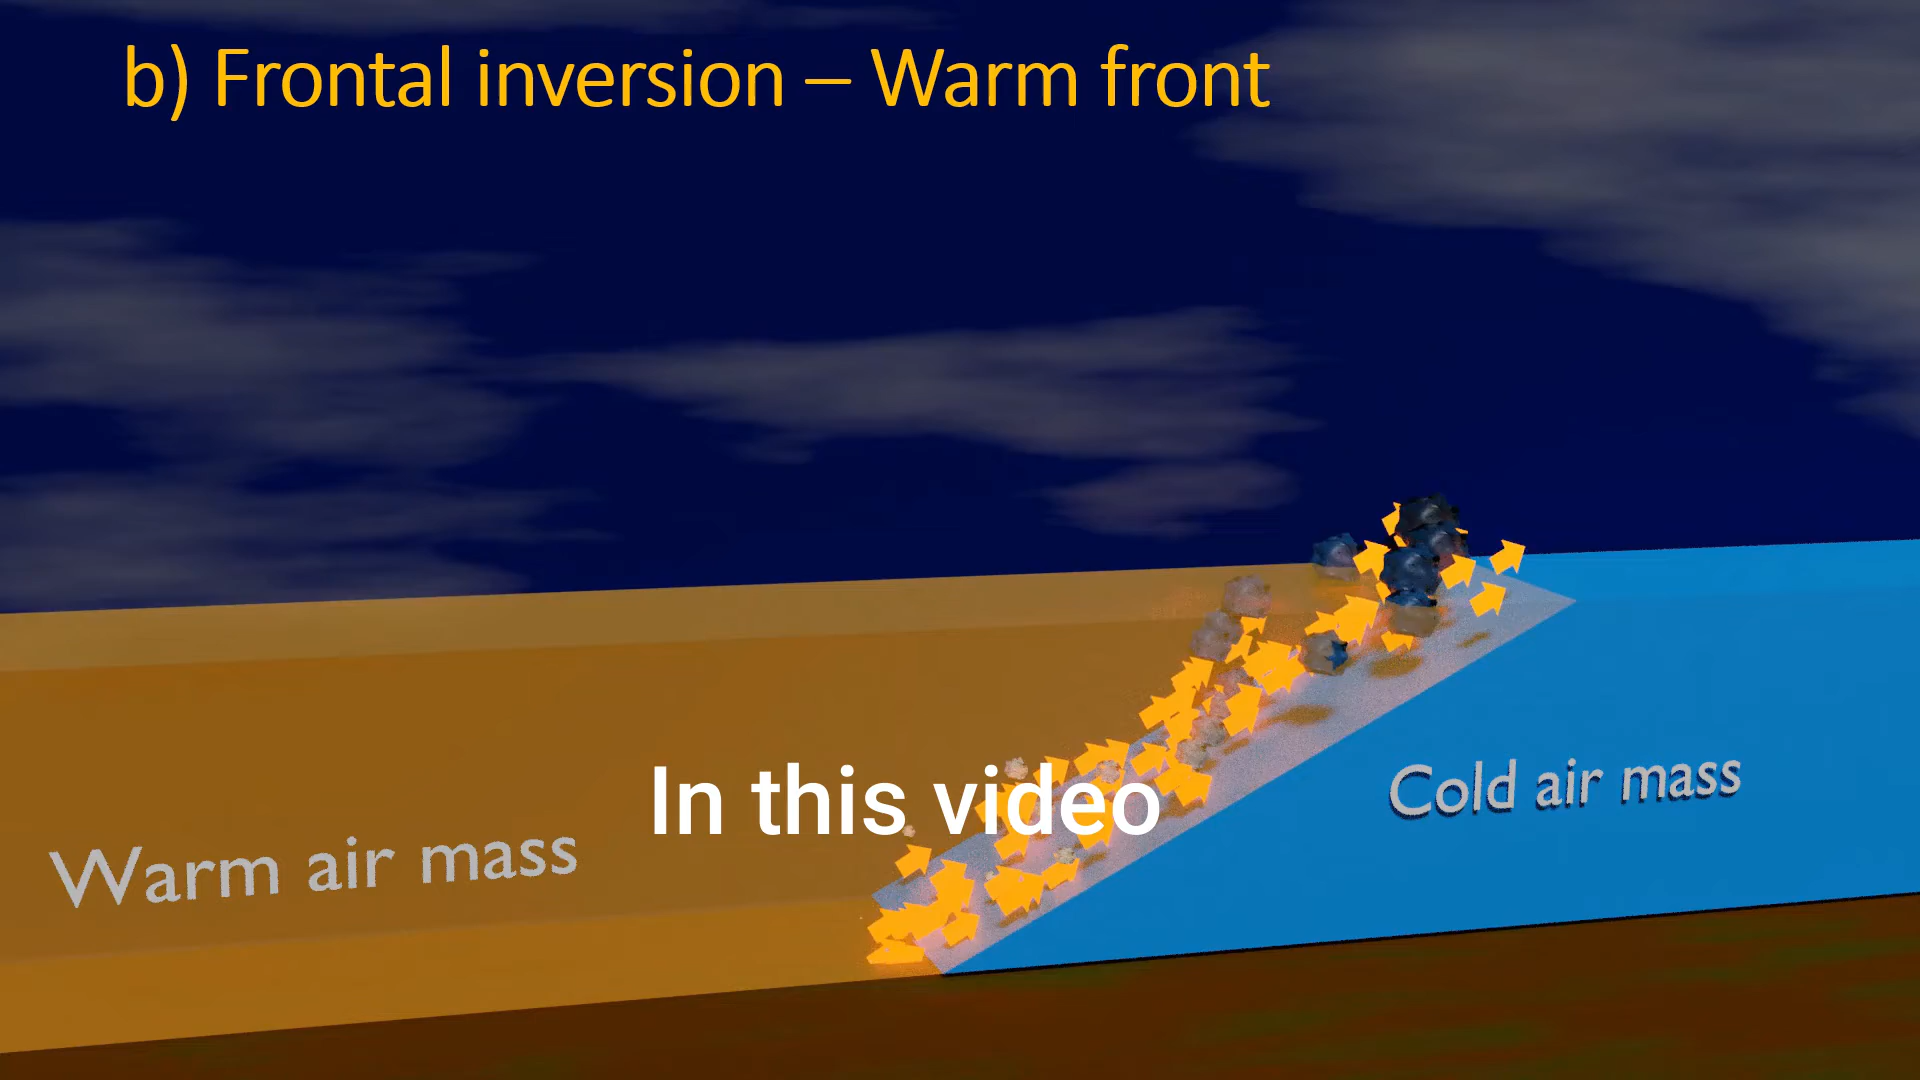 b) Frontal inversion – Warm front
In this video
Cold air mass
Warm air mass